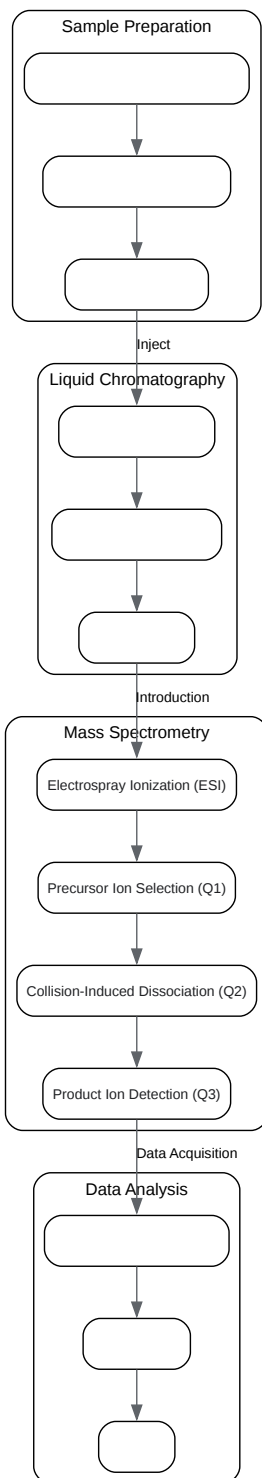 Sample Preparation
Inject
Liquid Chromatography
Introduction
Mass Spectrometry
Electrospray Ionization (ESI)
Precursor Ion Selection (Q1)
Collision-Induced Dissociation (Q2)
Product Ion Detection (Q3)
Data Acquisition
Data Analysis